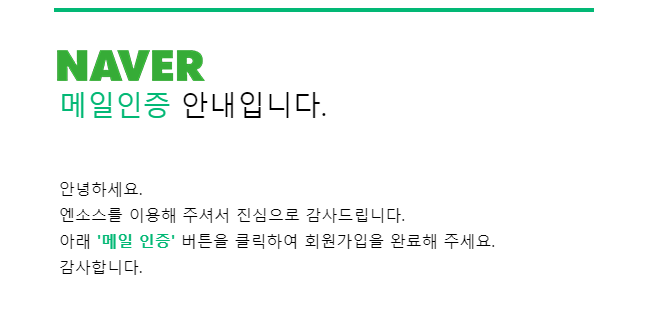 NAVER
메일인증 안내입니다.
안녕하세요.
엔소스를 이용해 주셔서 진심으로 감사드립니다.
아래 '메일 인증' 버튼을 클릭하여 회원가입을 완료해 주세요.
감사합니다.